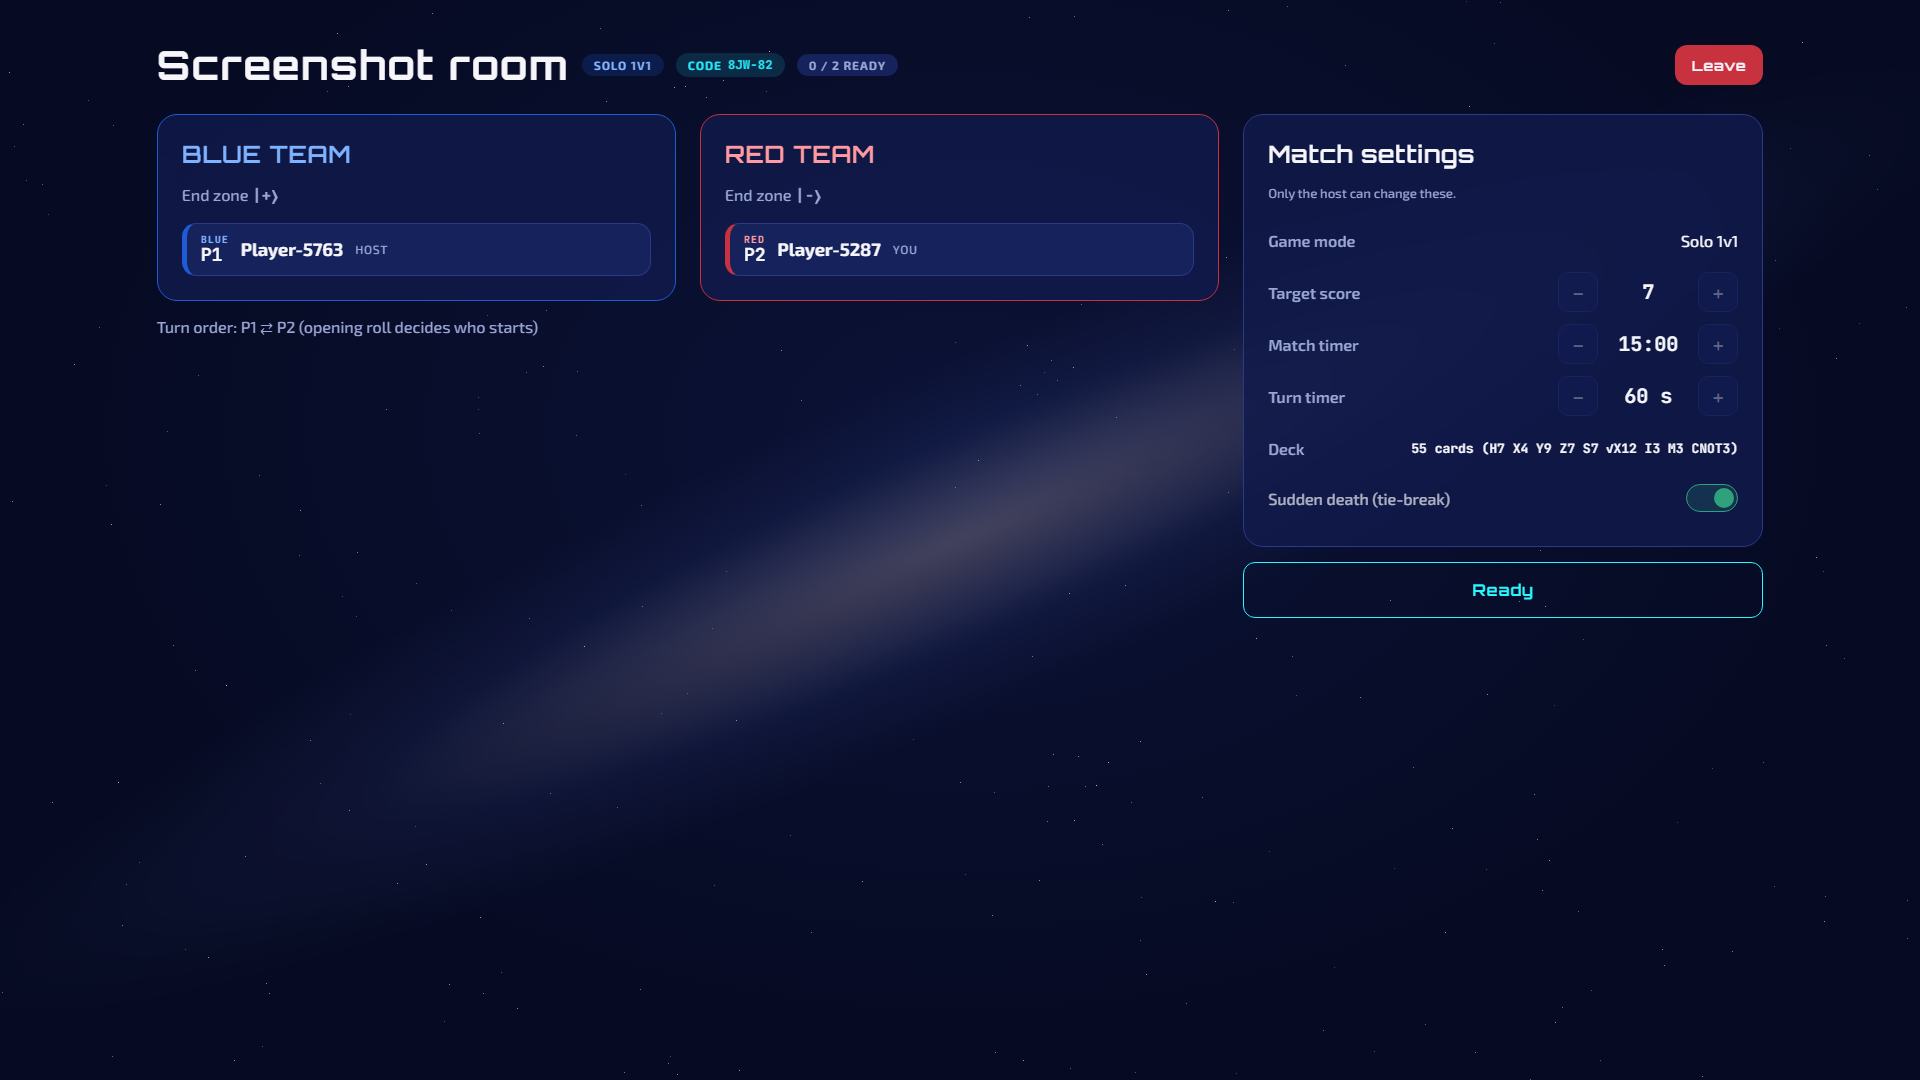 Screenshot room SOLO 1V1 CODE 8JW-82 0 / 2 READY Leave
BLUE TEAM
End zone |+⟩
BLUE
P1 Player-5763 HOST
RED TEAM
End zone |-⟩
RED
P2 Player-5287 YOU
Turn order: P1 ⇄ P2 (opening roll decides who starts)
Match settings
Only the host can change these.
Game mode Solo 1v1
Target score − 7 +
Match timer − 15:00 +
Turn timer − 60 s +
Deck 55 cards (H7 X4 Y9 Z7 S7 √X12 I3 M3 CNOT3)
Sudden death (tie-break)
Ready